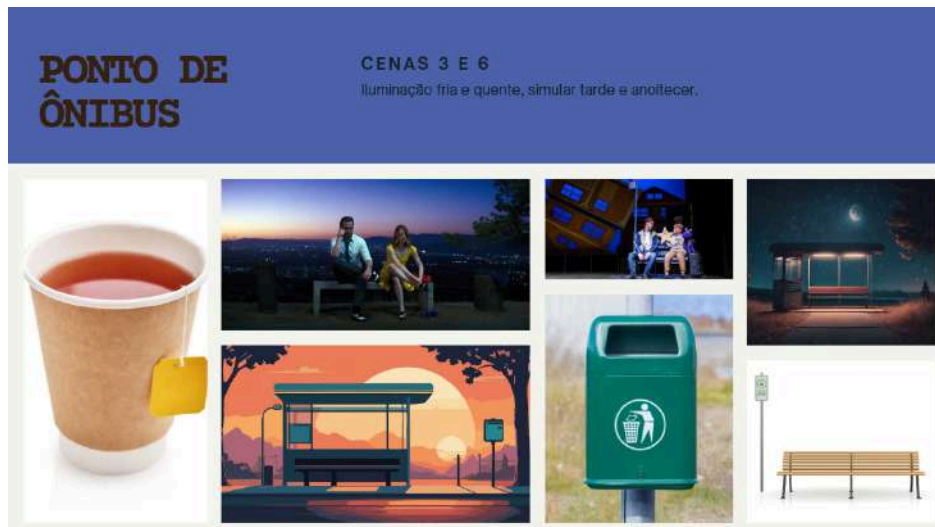 PONTO DE
ÔNIBUS
CENAS 3 E 6
Iluminação fria e quente, simular tarde e anoitecer.